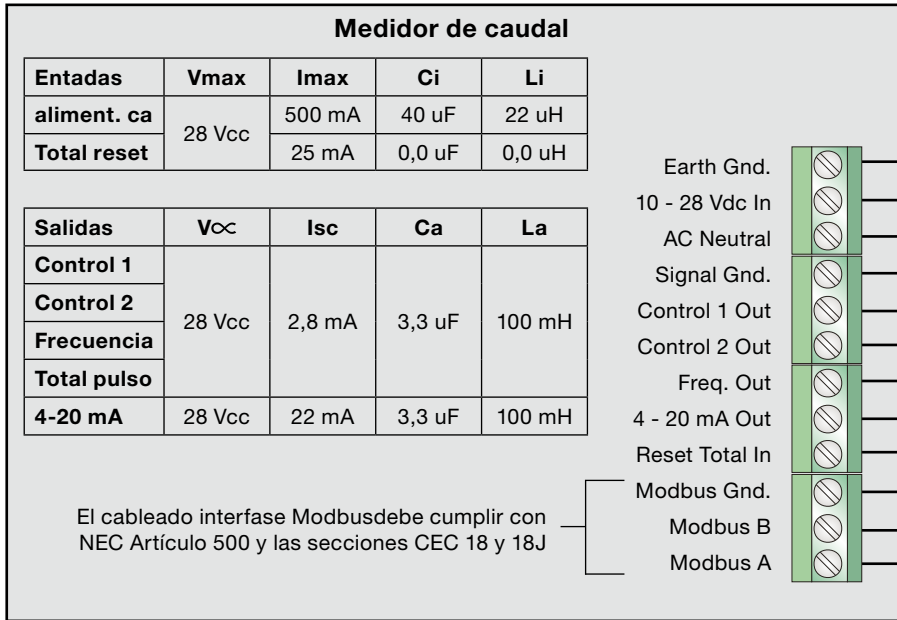 Medidor de caudal
Entadas Vmax Imax Ci Li
aliment. ca 28 Vcc 500 mA 40 uF 22 uH
Total reset 25 mA 0,0 uF 0,0 uH
Salidas V∝ Isc Ca La
Control 1
Control 2
Frecuencia
Total pulso
28 Vcc 2,8 mA 3,3 uF 100 mH
4-20 mA 28 Vcc 22 mA 3,3 uF 100 mH
El cableado interfase Modbusdebe cumplir con
NEC Artículo 500 y las secciones CEC 18 y 18J
Earth Gnd.
10 - 28 Vdc In
AC Neutral
Signal Gnd.
Control 1 Out
Control 2 Out
Freq. Out
4 - 20 mA Out
Reset Total In
Modbus Gnd.
Modbus B
Modbus A